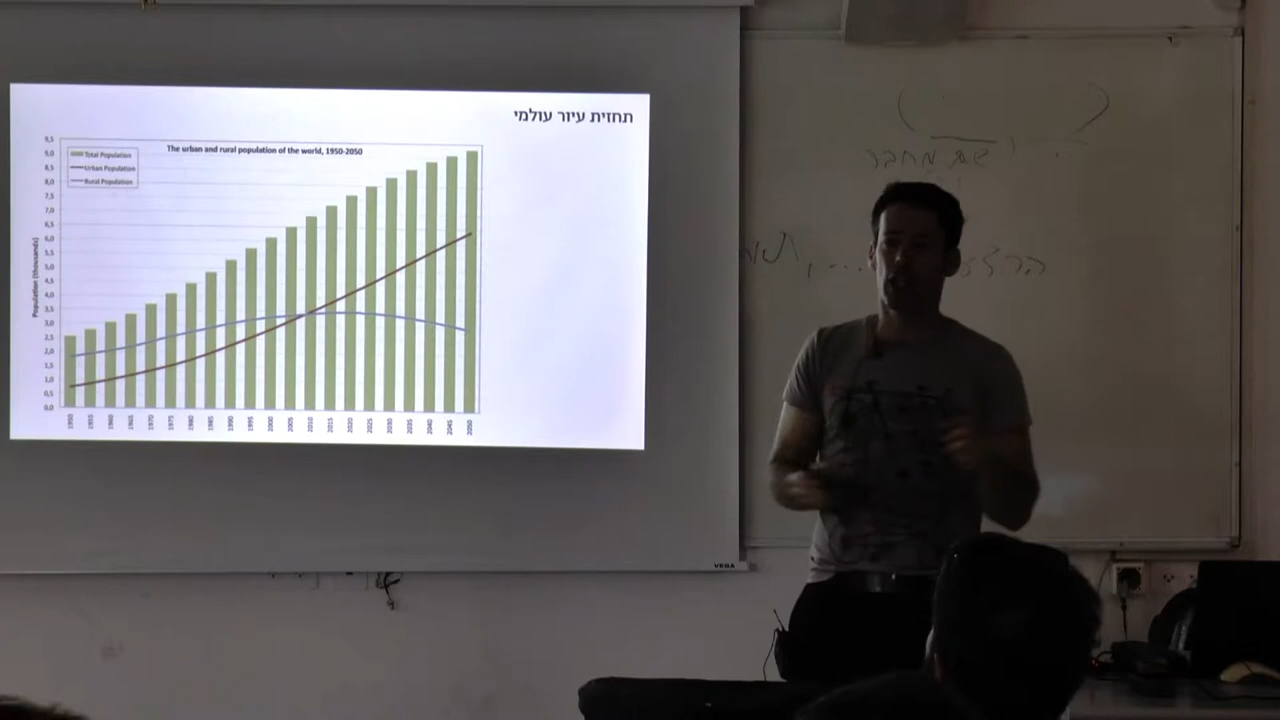 תחזית עיור עולמי
The urban and rural population of the world, 1950-2050
Total Population
Urban Population
Rural Population
Population (thousands)
9,5
9,0
8,5
8,0
7,5
7,0
6,5
6,0
5,5
5,0
4,5
4,0
3,5
3,0
2,5
2,0
1,5
1,0
0,5
0,0
1950 1955 1960 1965 1970 1975 1980 1985 1990 1995 2000 2005 2010 2015 2020 2025 2030 2035 2040 2045 2050
שם מחבר
VEGA